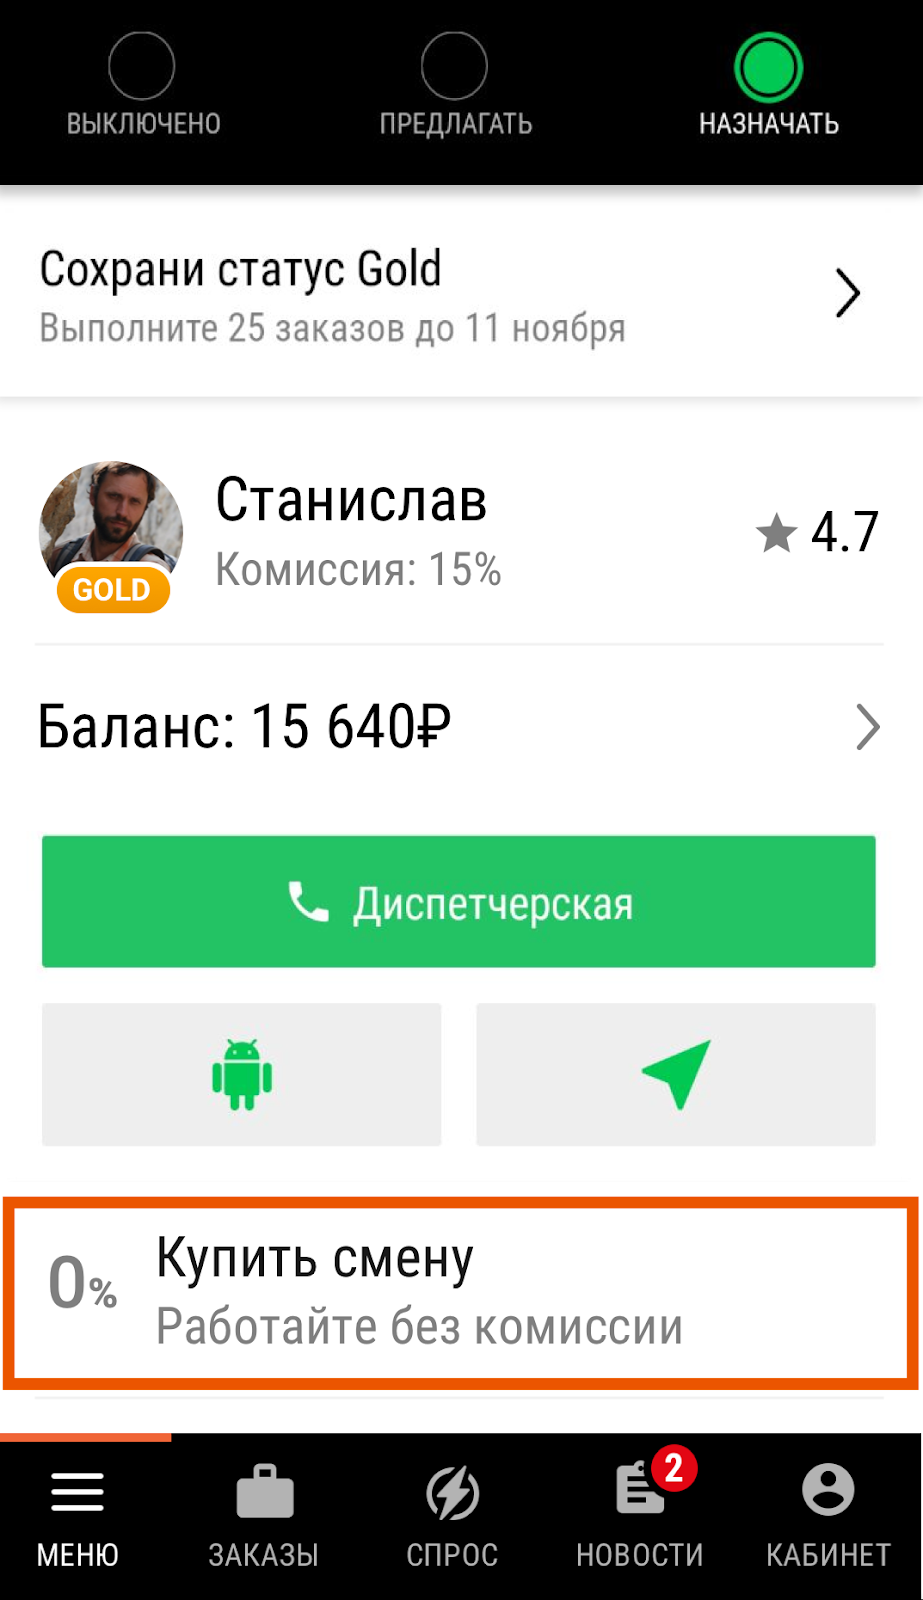 ВЫКЛЮЧЕНО ПРЕДЛАГАТЬ НАЗНАЧАТЬ
Сохрани статус Gold
Выполните 25 заказов до 11 ноября
Станислав
4.7
Комиссия: 15%
GOLD
Баланс: 15 640₽
Диспетчерская
0%
Купить смену
Работайте без комиссии
2
МЕНЮ ЗАКАЗЫ СПРОС НОВОСТИ КАБИНЕТ